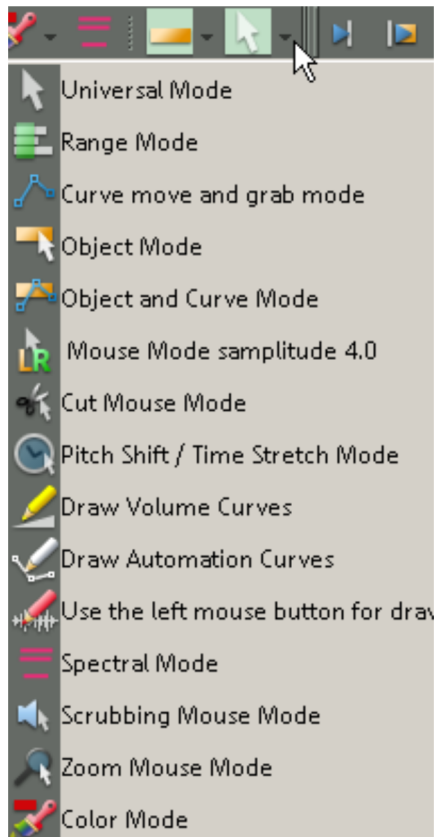 Universal Mode
Range Mode
Curve move and grab mode
Object Mode
Object and Curve Mode
LR Mouse Mode samplitude 4.0
Cut Mouse Mode
Pitch Shift / Time Stretch Mode
Draw Volume Curves
Draw Automation Curves
Use the left mouse button for drav
Spectral Mode
Scrubbing Mouse Mode
Zoom Mouse Mode
Color Mode